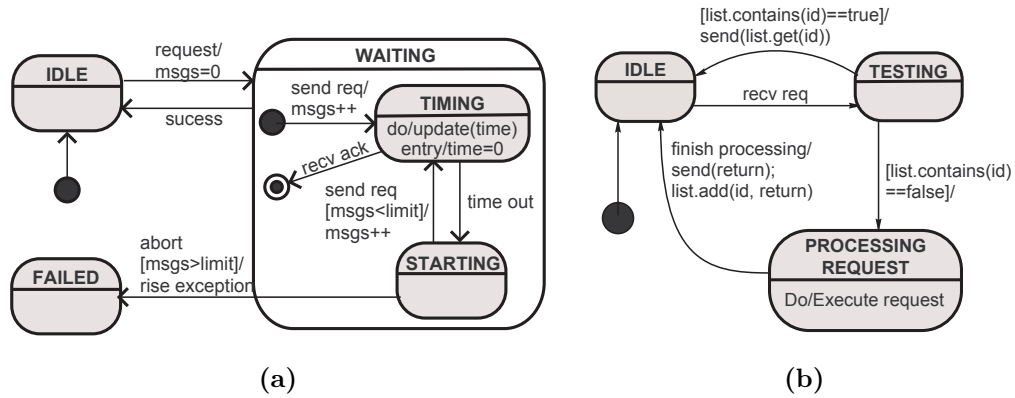 request/
msgs=0
IDLE
sucess
WAITING
send req/
msgs++
TIMING
do/update(time)
entry/time=0
recv ack
send req
[msgs<limit]/
msgs++
time out
STARTING
abort
[msgs>limit]/
rise exception
FAILED
(a)
[list.contains(id)==true]/
send(list.get(id))
IDLE
TESTING
recv req
finish processing/
send(return);
list.add(id, return)
[list.contains(id)
==false]/
PROCESSING
REQUEST
Do/Execute request
(b)